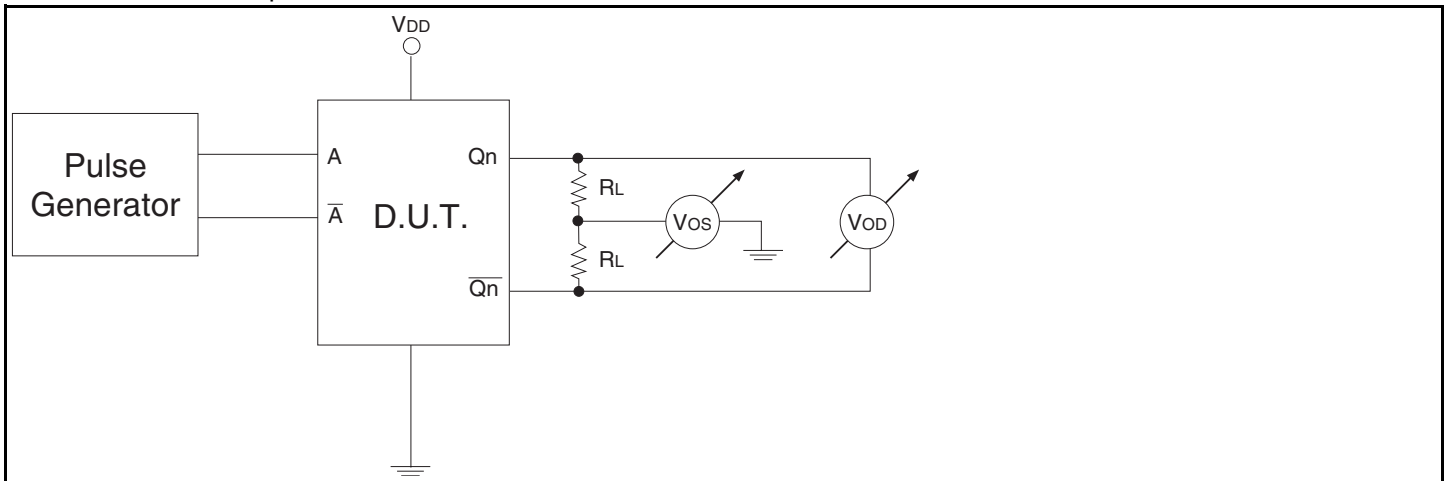 VDD
Pulse
Generator
A
Qn
RL
A
D.U.T.
VOS
VOD
RL
Qn